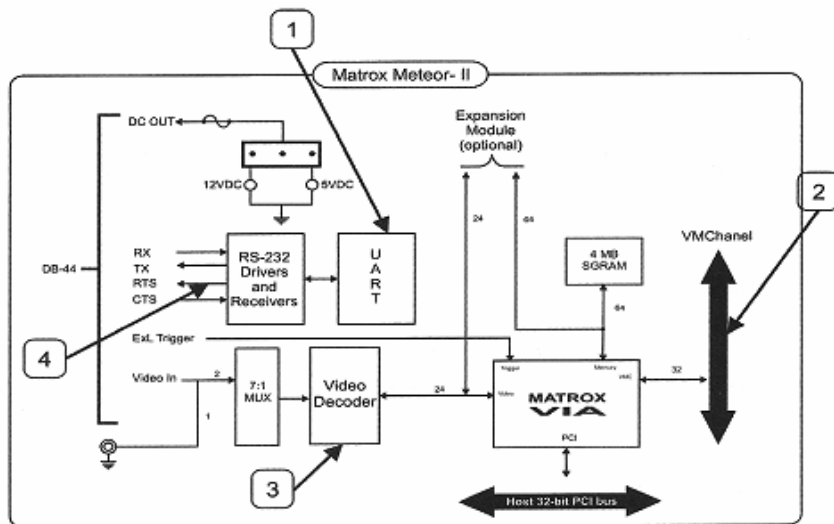 1
Matrox Meteor- II
DC OUT
Expansion
Module
(optional)
12VDC
5VDC
2
24
64
VMChanel
DB-44
RX
TX
RTS
CTS
RS-232
Drivers
and
Receivers
U
A
R
T
4 MB
SGRAM
64
4
Ext. Trigger
Video In
2
1
7:1
MUX
Video
Decoder
24
Trigger
Memory
Video
VMC
MATROX
VIA
PCI
32
3
Host 32-bit PCI bus